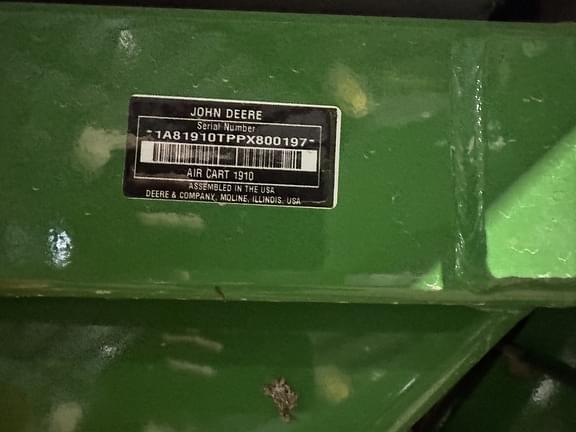 JOHN DEERE
Serial Number
-1A81910TPPX800197-
AIR CART 1910
ASSEMBLED IN THE USA
DEERE & COMPANY, MOLINE, ILLINOIS, USA